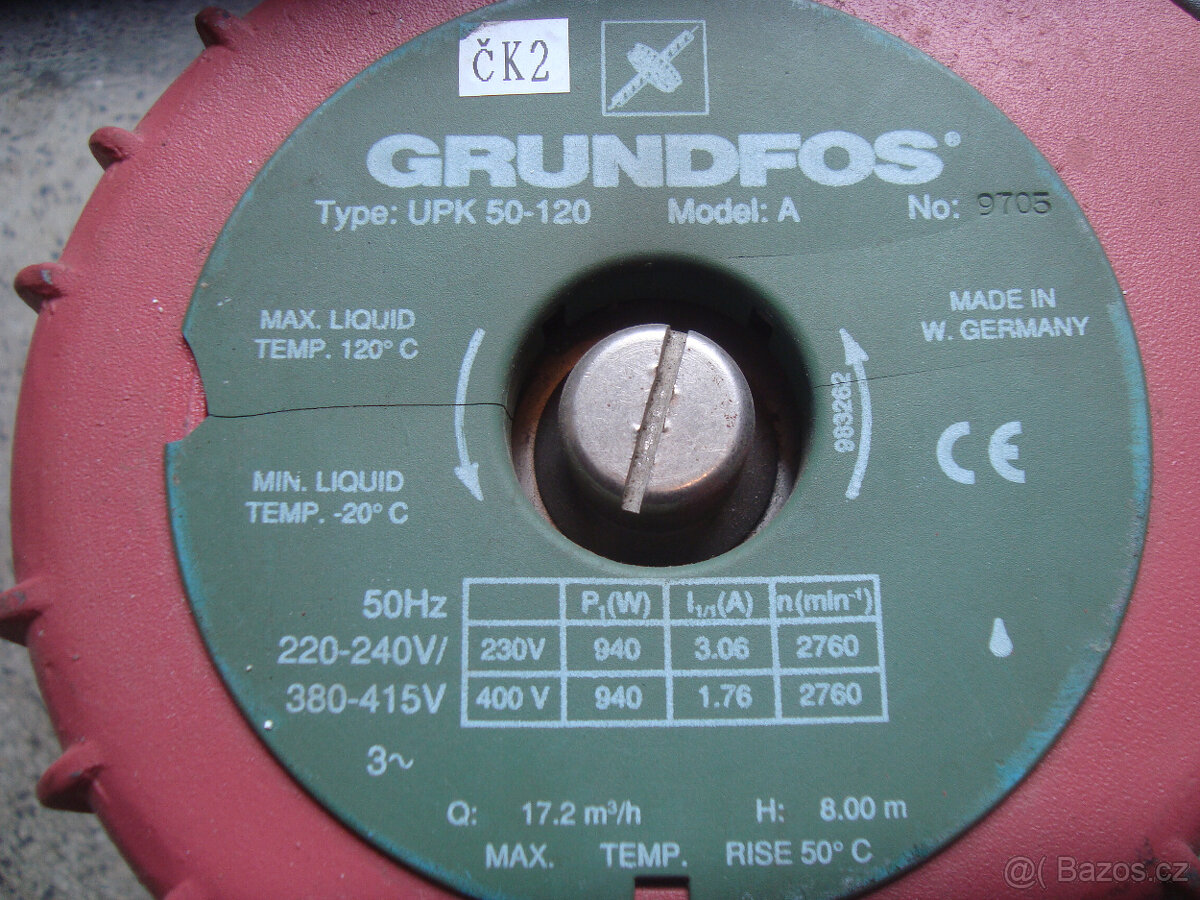 ČK2
GRUNDFOS®
Type: UPK 50-120 Model: A No: 9705
MAX. LIQUID
TEMP. 120° C
MADE IN
W. GERMANY
983262
CE
MIN. LIQUID
TEMP. -20° C
50Hz P₁(W) I₁/₁(A) n(min⁻¹)
220-240V/ 230V 940 3.06 2760
380-415V 400 V 940 1.76 2760
3~
Q: 17.2 m³/h H: 8.00 m
MAX. TEMP. RISE 50° C
@( Bazos.cz